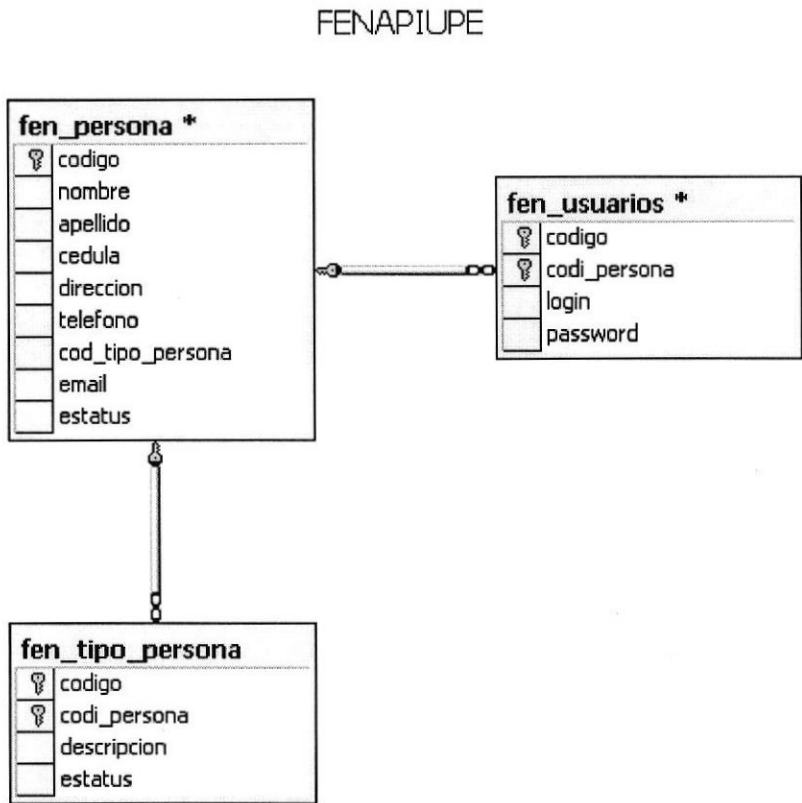 FENAPIUPE
fen_persona *
codigo
nombre
apellido
cedula
direccion
telefono
cod_tipo_persona
email
estatus
fen_usuarios *
codigo
codi_persona
login
password
fen_tipo_persona
codigo
codi_persona
descripcion
estatus